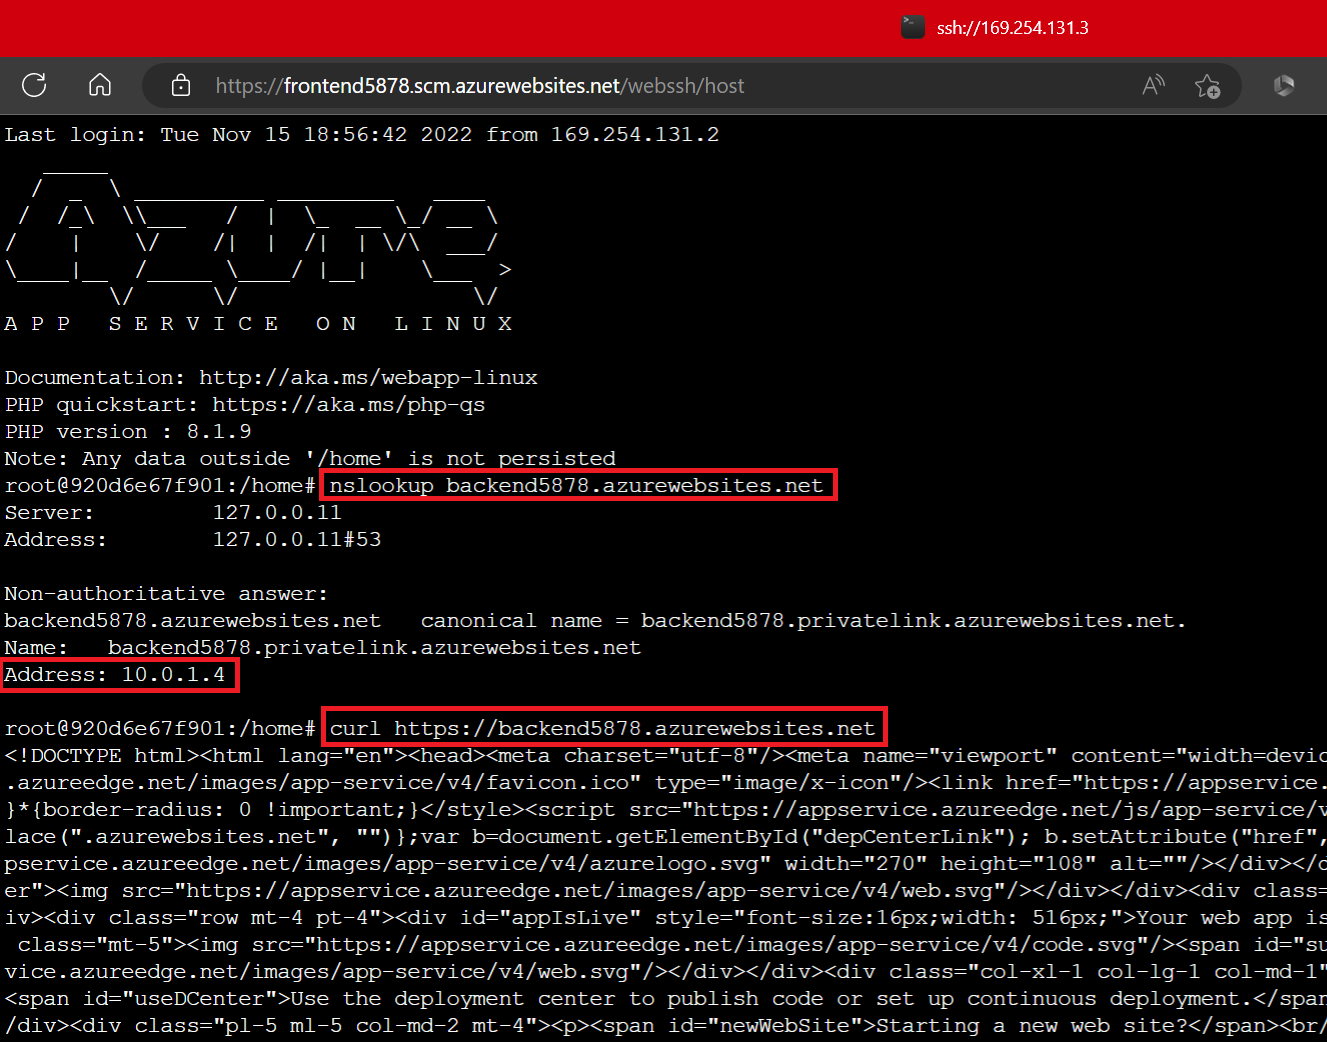 ssh://169.254.131.3
https://frontend5878.scm.azurewebsites.net/webssh/host
Last login: Tue Nov 15 18:56:42 2022 from 169.254.131.2
A P P   S E R V I C E   O N   L I N U X
Documentation: http://aka.ms/webapp-linux
PHP quickstart: https://aka.ms/php-qs
PHP version : 8.1.9
Note: Any data outside '/home' is not persisted
root@920d6e67f901:/home# nslookup backend5878.azurewebsites.net
Server:         127.0.0.11
Address:        127.0.0.11#53
Non-authoritative answer:
backend5878.azurewebsites.net   canonical name = backend5878.privatelink.azurewebsites.net.
Name:   backend5878.privatelink.azurewebsites.net
Address: 10.0.1.4
root@920d6e67f901:/home# curl https://backend5878.azurewebsites.net
<!DOCTYPE html><html lang="en"><head><meta charset="utf-8"/><meta name="viewport" content="width=devic
.azureedge.net/images/app-service/v4/favicon.ico" type="image/x-icon"/><link href="https://appservice.
}*{border-radius: 0 !important;}</style><script src="https://appservice.azureedge.net/js/app-service/v
lace(".azurewebsites.net", "")};var b=document.getElementById("depCenterLink"); b.setAttribute("href",
pservice.azureedge.net/images/app-service/v4/azurelogo.svg" width="270" height="108" alt=""/></div></d
er"><img src="https://appservice.azureedge.net/images/app-service/v4/web.svg"/></div></div><div class=
iv><div class="row mt-4 pt-4"><div id="appIsLive" style="font-size:16px;width: 516px;">Your web app is
class="mt-5"><img src="https://appservice.azureedge.net/images/app-service/v4/code.svg"/><span id="su
vice.azureedge.net/images/app-service/v4/web.svg"/></div></div><div class="col-xl-1 col-lg-1 col-md-1"
<span id="useDCenter">Use the deployment center to publish code or set up continuous deployment.</span
/div><div class="pl-5 ml-5 col-md-2 mt-4"><p><span id="newWebSite">Starting a new web site?</span><br/